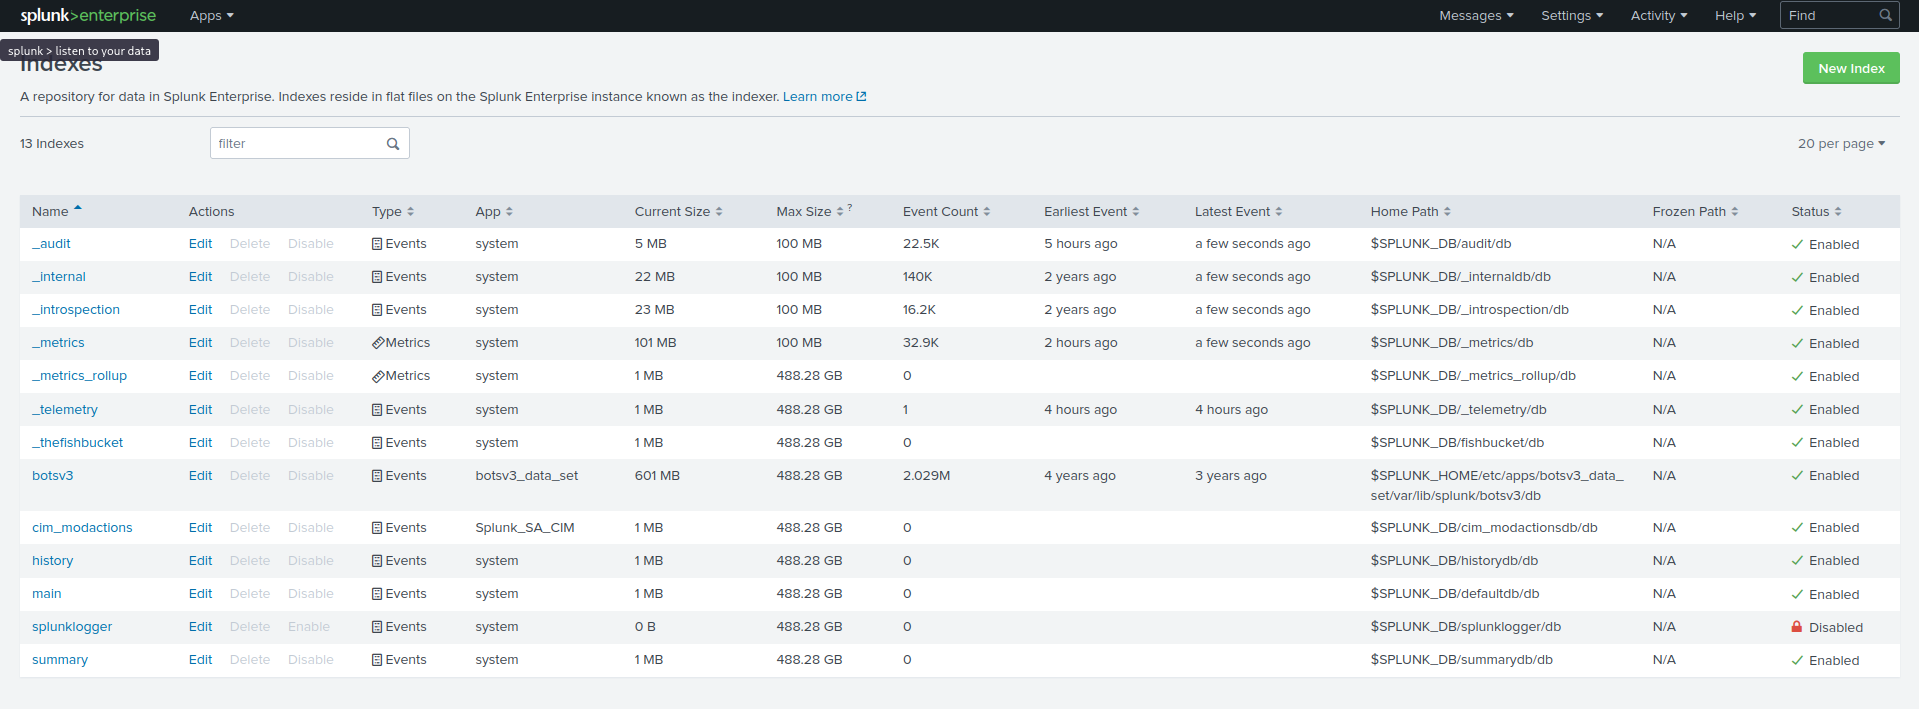 splunk>enterprise Apps Messages Settings Activity Help Find
splunk > listen to your data
Indexes
New Index
A repository for data in Splunk Enterprise. Indexes reside in flat files on the Splunk Enterprise instance known as the indexer. Learn more
13 Indexes filter 20 per page
Name Actions Type App Current Size Max Size ? Event Count Earliest Event Latest Event Home Path Frozen Path Status
_audit Edit Delete Disable Events system 5 MB 100 MB 22.5K 5 hours ago a few seconds ago $SPLUNK_DB/audit/db N/A Enabled
_internal Edit Delete Disable Events system 22 MB 100 MB 140K 2 years ago a few seconds ago $SPLUNK_DB/_internaldb/db N/A Enabled
_introspection Edit Delete Disable Events system 23 MB 100 MB 16.2K 2 years ago a few seconds ago $SPLUNK_DB/_introspection/db N/A Enabled
_metrics Edit Delete Disable Metrics system 101 MB 100 MB 32.9K 2 hours ago a few seconds ago $SPLUNK_DB/_metrics/db N/A Enabled
_metrics_rollup Edit Delete Disable Metrics system 1 MB 488.28 GB 0 $SPLUNK_DB/_metrics_rollup/db N/A Enabled
_telemetry Edit Delete Disable Events system 1 MB 488.28 GB 1 4 hours ago 4 hours ago $SPLUNK_DB/_telemetry/db N/A Enabled
_thefishbucket Edit Delete Disable Events system 1 MB 488.28 GB 0 $SPLUNK_DB/fishbucket/db N/A Enabled
botsv3 Edit Delete Disable Events botsv3_data_set 601 MB 488.28 GB 2.029M 4 years ago 3 years ago $SPLUNK_HOME/etc/apps/botsv3_data_ N/A Enabled
set/var/lib/splunk/botsv3/db
cim_modactions Edit Delete Disable Events Splunk_SA_CIM 1 MB 488.28 GB 0 $SPLUNK_DB/cim_modactionsdb/db N/A Enabled
history Edit Delete Disable Events system 1 MB 488.28 GB 0 $SPLUNK_DB/historydb/db N/A Enabled
main Edit Delete Disable Events system 1 MB 488.28 GB 0 $SPLUNK_DB/defaultdb/db N/A Enabled
splunklogger Edit Delete Enable Events system 0 B 488.28 GB 0 $SPLUNK_DB/splunklogger/db N/A Disabled
summary Edit Delete Disable Events system 1 MB 488.28 GB 0 $SPLUNK_DB/summarydb/db N/A Enabled